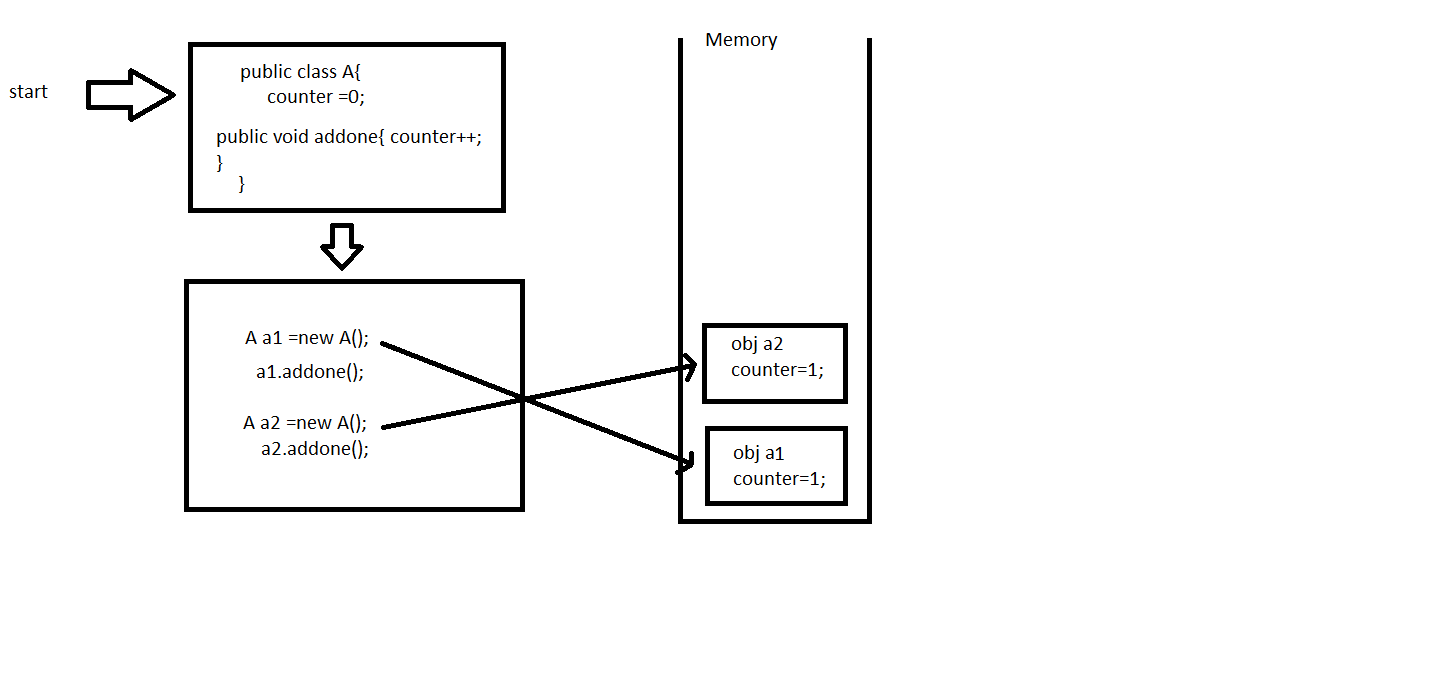 start
public class A{
counter =0;
public void addone{ counter++;
}
}
A a1 =new A();
a1.addone();
A a2 =new A();
a2.addone();
Memory
obj a2
counter=1;
obj a1
counter=1;